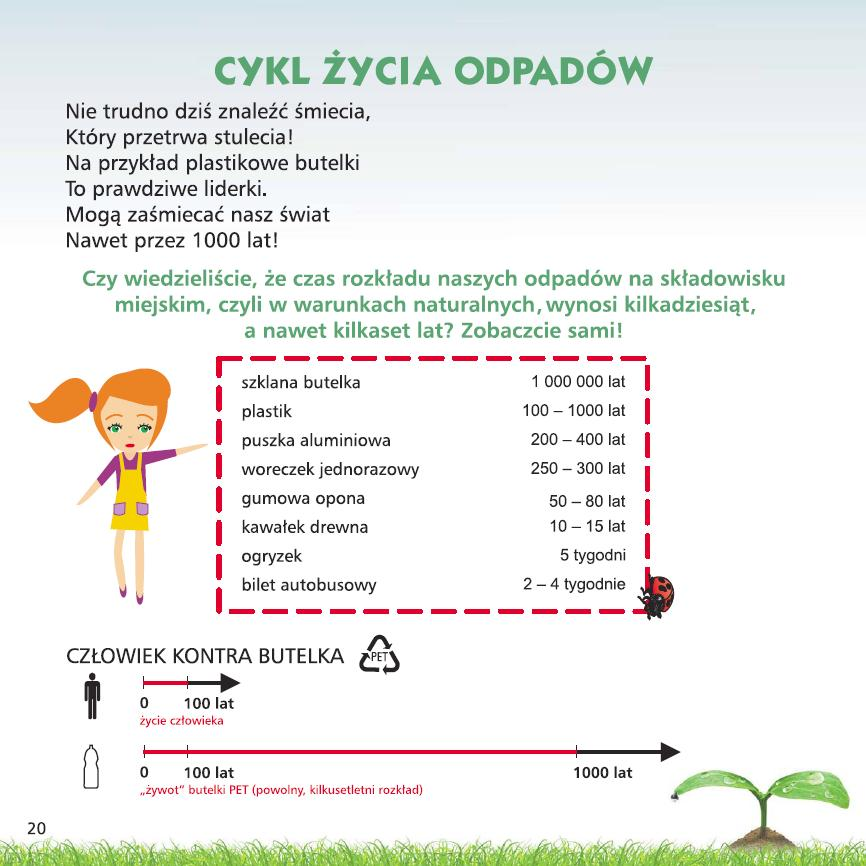 CYKL ŻYCIA ODPADÓW
Nie trudno dziś znaleźć śmiecia,
Który przetrwa stulecia!
Na przykład plastikowe butelki
To prawdziwe liderki.
Mogą zaśmiecać nasz świat
Nawet przez 1000 lat!
Czy wiedzieliście, że czas rozkładu naszych odpadów na składowisku
miejskim, czyli w warunkach naturalnych, wynosi kilkadziesiąt,
a nawet kilkaset lat? Zobaczcie sami!
szklana butelka 1 000 000 lat
plastik 100 – 1000 lat
puszka aluminiowa 200 – 400 lat
woreczek jednorazowy 250 – 300 lat
gumowa opona 50 – 80 lat
kawałek drewna 10 – 15 lat
ogryzek 5 tygodni
bilet autobusowy 2 – 4 tygodnie
CZŁOWIEK KONTRA BUTELKA PET
0 100 lat
życie człowieka
0 100 lat 1000 lat
„żywot” butelki PET (powolny, kilkusetletni rozkład)
20